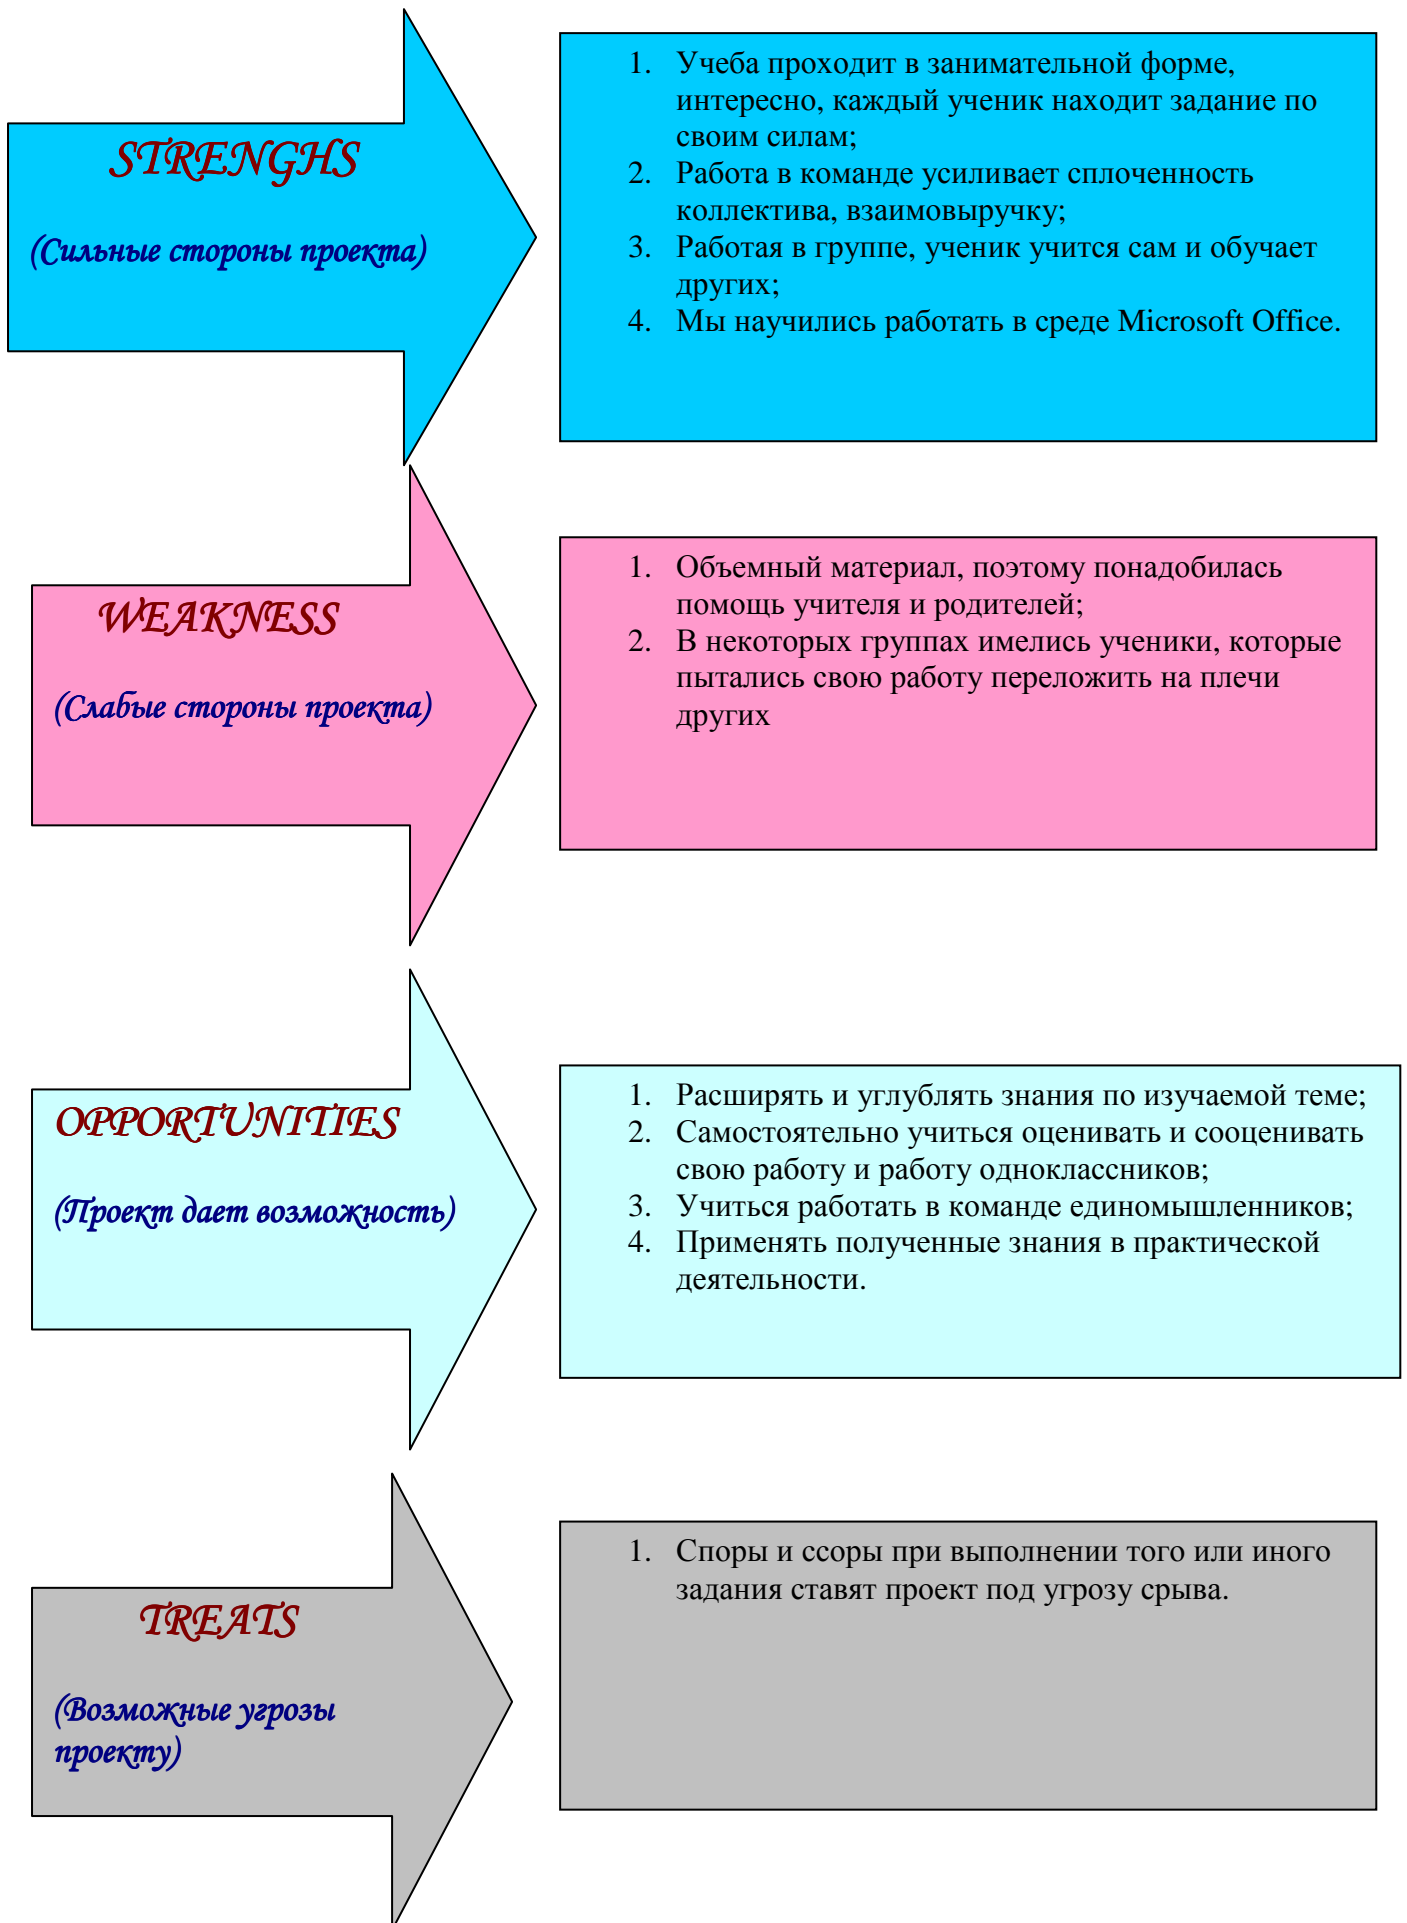 STRENGHS
(Сильные стороны проекта)
1. Учеба проходит в занимательной форме,
интересно, каждый ученик находит задание по
своим силам;
2. Работа в команде усиливает сплоченность
коллектива, взаимовыручку;
3. Работая в группе, ученик учится сам и обучает
других;
4. Мы научились работать в среде Microsoft Office.
WEAKNESS
(Слабые стороны проекта)
1. Объемный материал, поэтому понадобилась
помощь учителя и родителей;
2. В некоторых группах имелись ученики, которые
пытались свою работу переложить на плечи
других
OPPORTUNITIES
(Проект дает возможность)
1. Расширять и углублять знания по изучаемой теме;
2. Самостоятельно учиться оценивать и сооценивать
свою работу и работу одноклассников;
3. Учиться работать в команде единомышленников;
4. Применять полученные знания в практической
деятельности.
TREATS
(Возможные угрозы
проекту)
1. Споры и ссоры при выполнении того или иного
задания ставят проект под угрозу срыва.